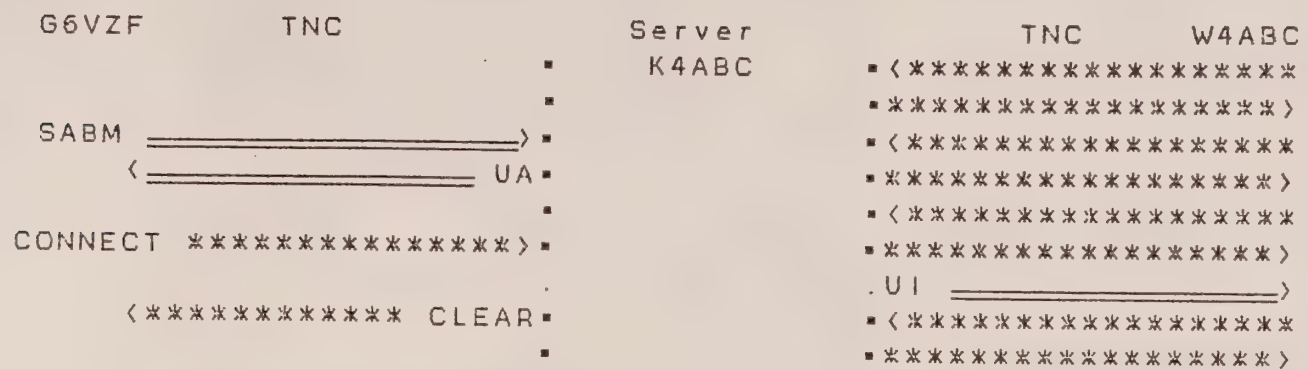 G6VZF TNC Server TNC W4ABC
K4ABC <******************
******************>
SABM > <******************
< UA ******************>
<******************
CONNECT ***************> ******************>
. .UI >
<************ CLEAR <******************
******************>